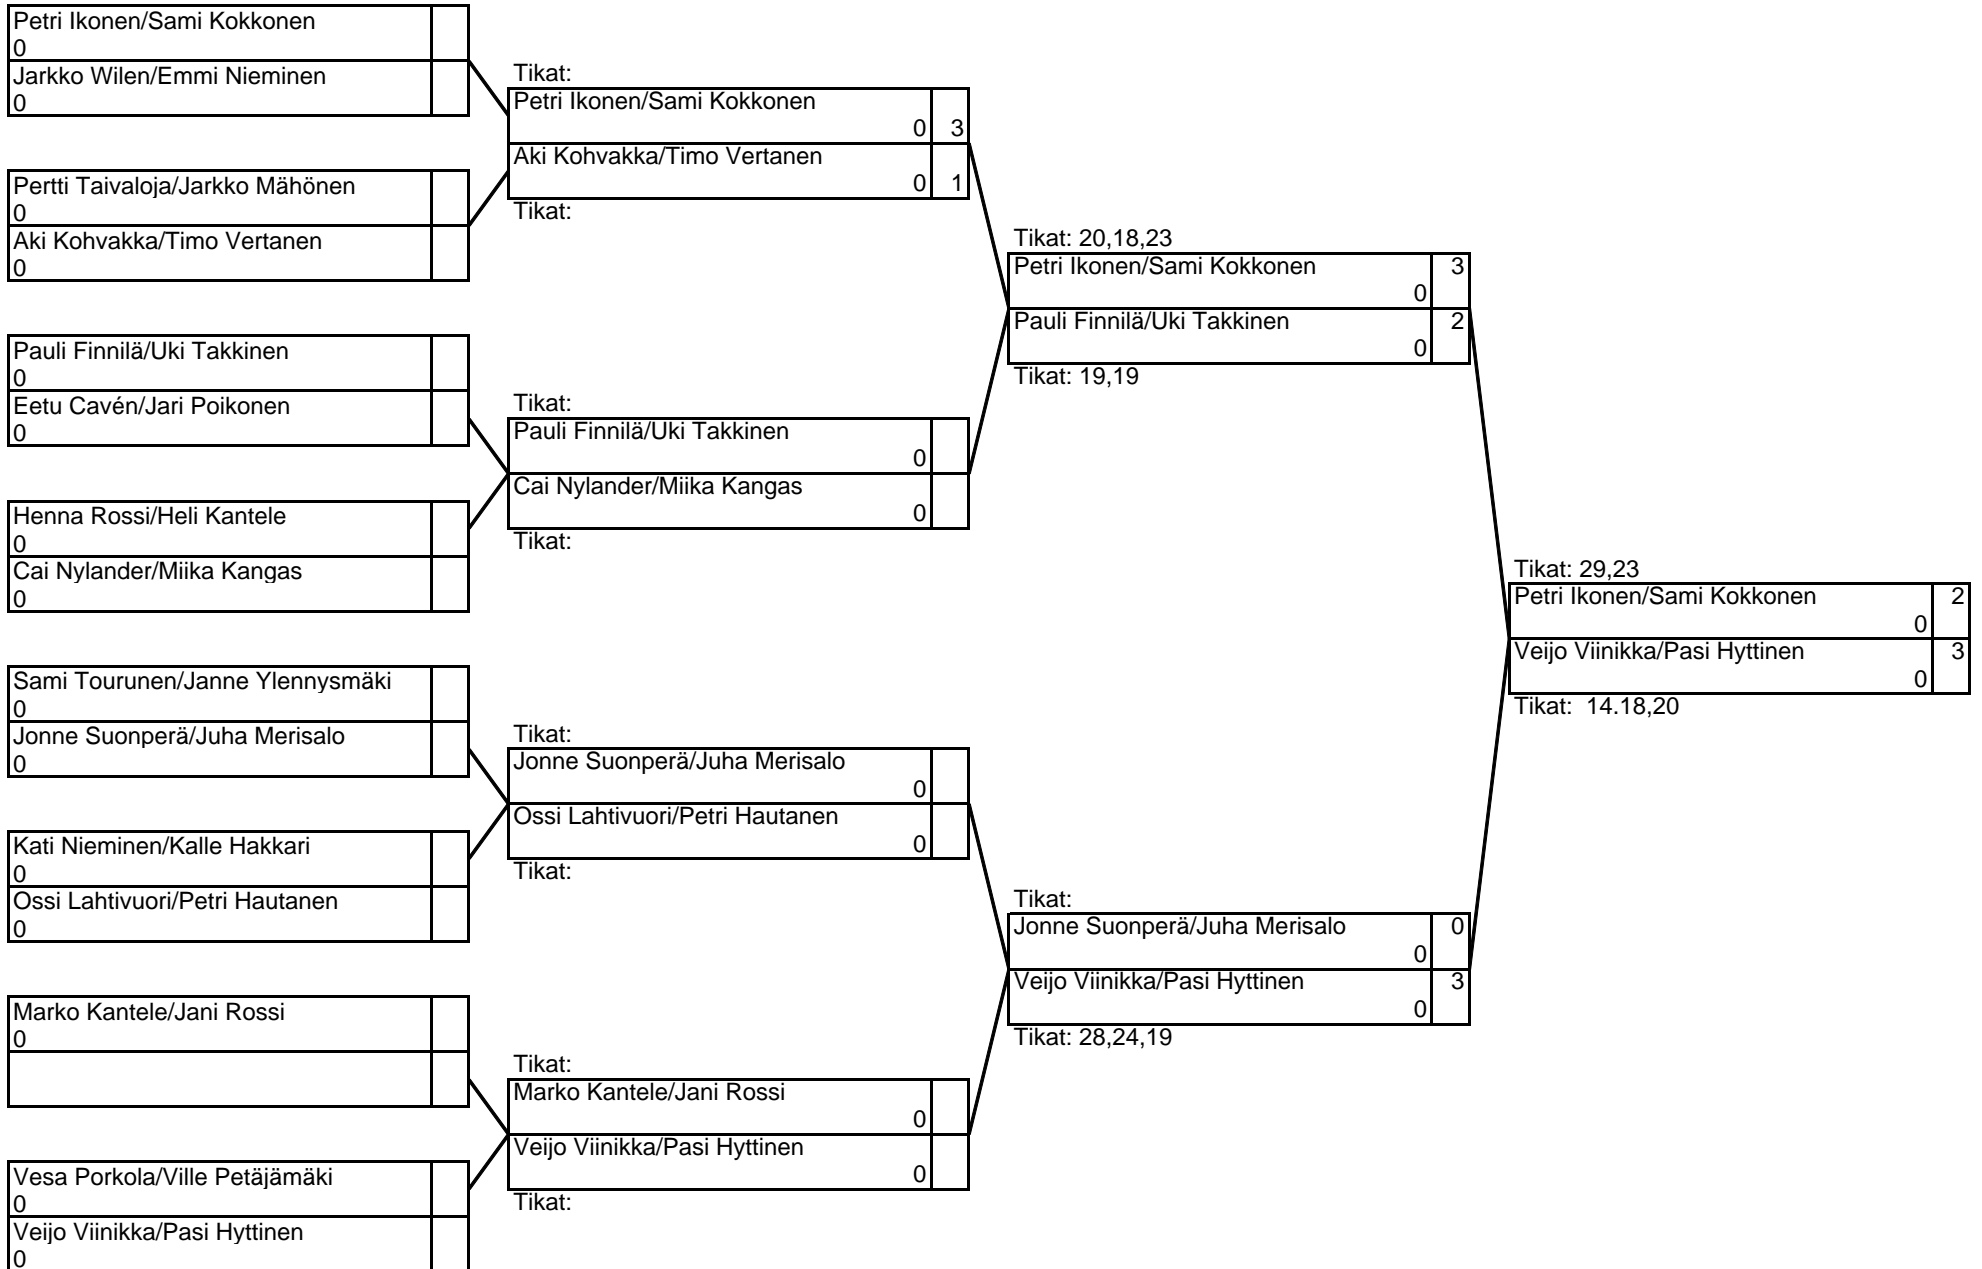 Petri Ikonen/Sami Kokkonen
0
Jarkko Wilen/Emmi Nieminen
0
Pertti Taivaloja/Jarkko Mähönen
0
Aki Kohvakka/Timo Vertanen
0
Pauli Finnilä/Uki Takkinen
0
Eetu Cavén/Jari Poikonen
0
Henna Rossi/Heli Kantele
0
Cai Nylander/Miika Kangas
0
Sami Tourunen/Janne Ylennysmäki
0
Jonne Suonperä/Juha Merisalo
0
Kati Nieminen/Kalle Hakkari
0
Ossi Lahtivuori/Petri Hautanen
0
Marko Kantele/Jani Rossi
0
Vesa Porkola/Ville Petäjämäki
0
Veijo Viinikka/Pasi Hyttinen
0
Tikat:
Petri Ikonen/Sami Kokkonen
0 3
Aki Kohvakka/Timo Vertanen
0 1
Tikat:
Tikat:
Pauli Finnilä/Uki Takkinen
0
Cai Nylander/Miika Kangas
0
Tikat:
Tikat:
Jonne Suonperä/Juha Merisalo
0
Ossi Lahtivuori/Petri Hautanen
0
Tikat:
Tikat:
Marko Kantele/Jani Rossi
0
Veijo Viinikka/Pasi Hyttinen
0
Tikat:
Tikat: 20,18,23
Petri Ikonen/Sami Kokkonen 3
0
Pauli Finnilä/Uki Takkinen 2
0
Tikat: 19,19
Tikat:
Jonne Suonperä/Juha Merisalo 0
0
Veijo Viinikka/Pasi Hyttinen 3
0
Tikat: 28,24,19
Tikat: 29,23
Petri Ikonen/Sami Kokkonen 2
0
Veijo Viinikka/Pasi Hyttinen 3
0
Tikat: 14.18,20